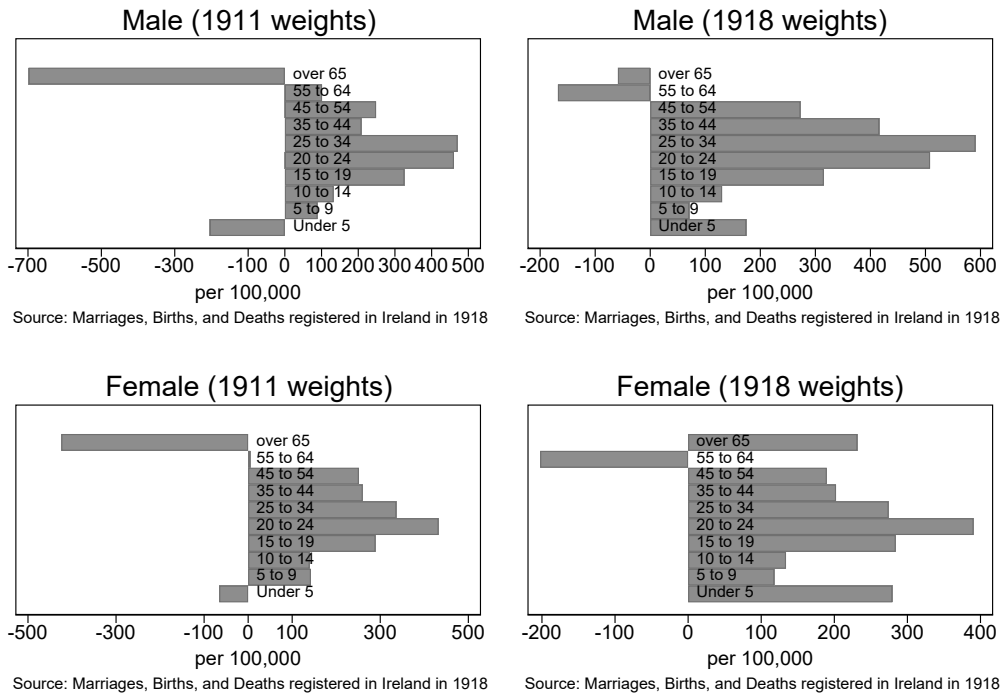 Male (1911 weights)
over 65
55 to 64
45 to 54
35 to 44
25 to 34
20 to 24
15 to 19
10 to 14
5 to 9
Under 5
-700 -500 -300 -100 0 100 200 300 400 500
per 100,000
Source: Marriages, Births, and Deaths registered in Ireland in 1918
Male (1918 weights)
over 65
55 to 64
45 to 54
35 to 44
25 to 34
20 to 24
15 to 19
10 to 14
5 to 9
Under 5
-200 -100 0 100 200 300 400 500 600
per 100,000
Source: Marriages, Births, and Deaths registered in Ireland in 1918
Female (1911 weights)
over 65
55 to 64
45 to 54
35 to 44
25 to 34
20 to 24
15 to 19
10 to 14
5 to 9
Under 5
-500 -300 -100 0 100 300 500
per 100,000
Source: Marriages, Births, and Deaths registered in Ireland in 1918
Female (1918 weights)
over 65
55 to 64
45 to 54
35 to 44
25 to 34
20 to 24
15 to 19
10 to 14
5 to 9
Under 5
-200 -100 0 100 200 300 400
per 100,000
Source: Marriages, Births, and Deaths registered in Ireland in 1918